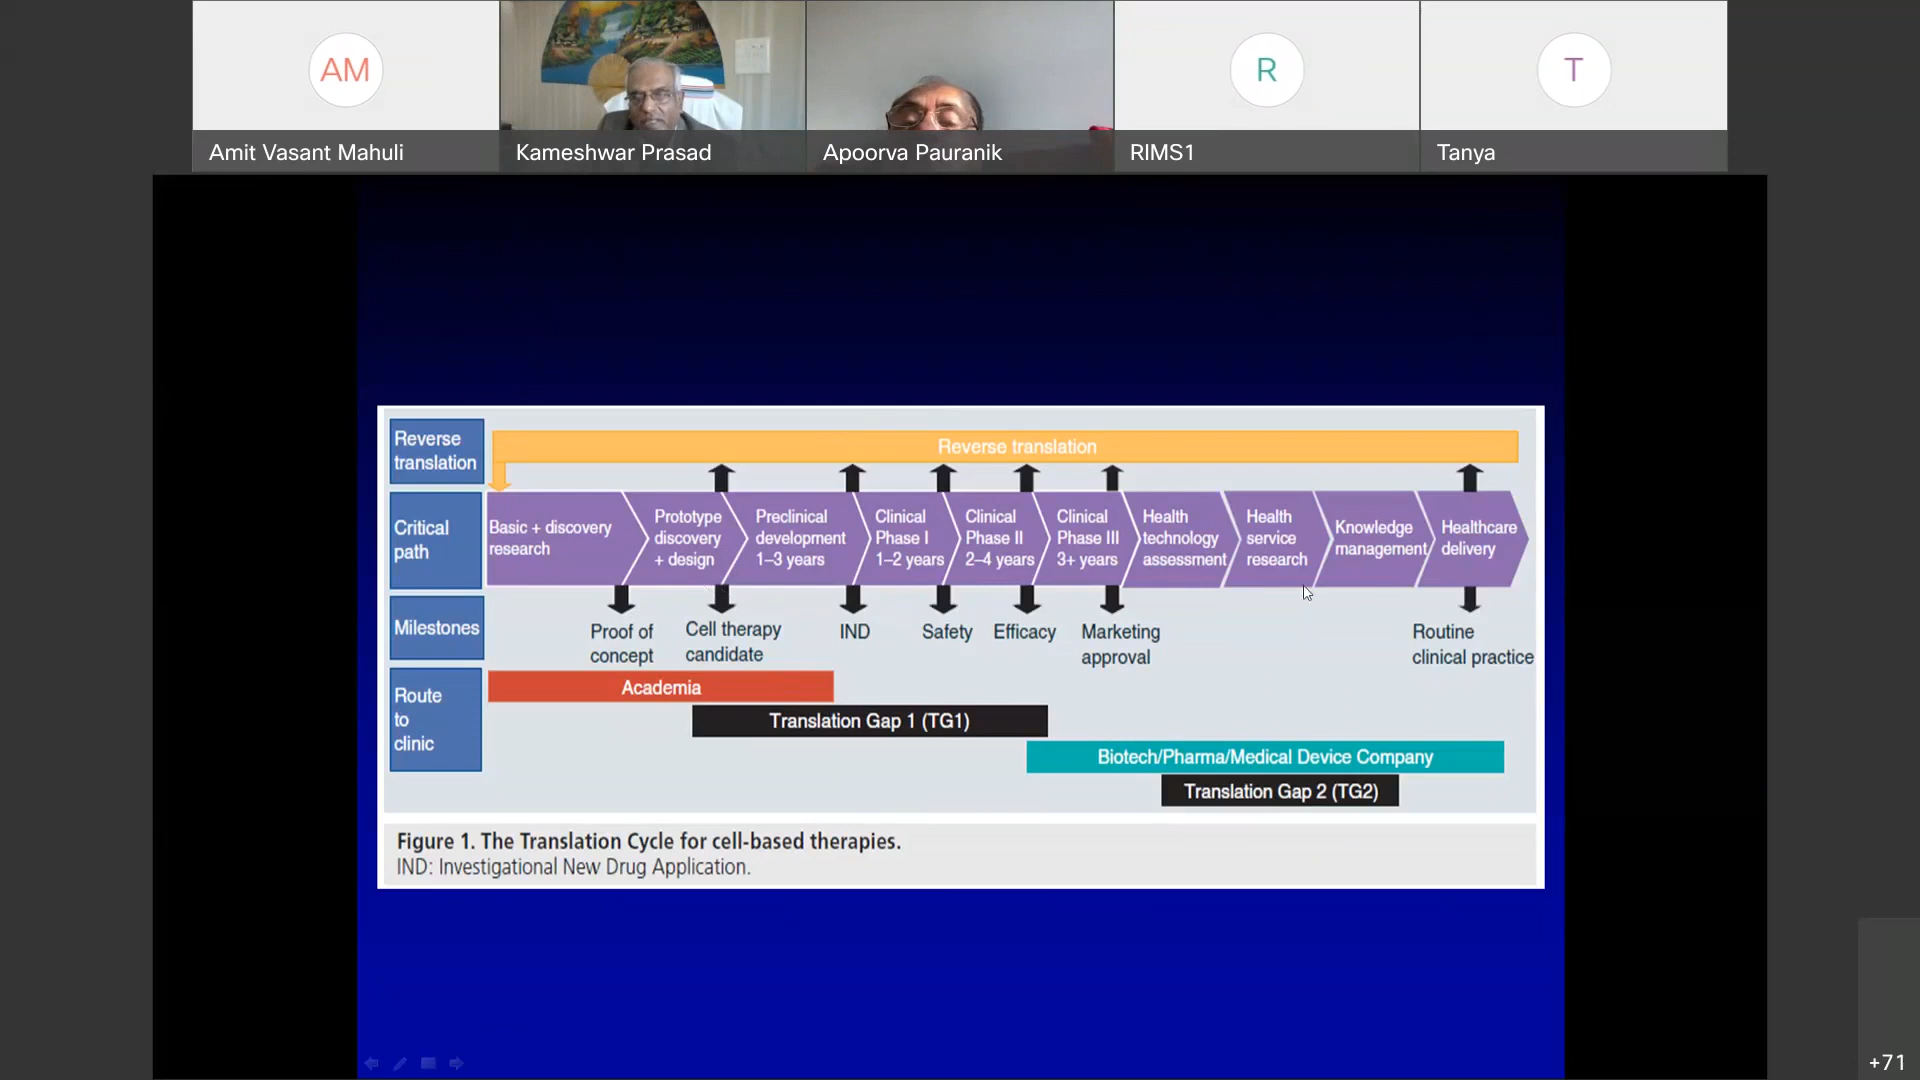 AM
R
T
Amit Vasant Mahuli
Kameshwar Prasad
Apoorva Pauranik
RIMS1
Tanya
Reverse
translation
Reverse translation
Critical
path
Basic + discovery
research
Prototype
discovery
+ design
Preclinical
development
1–3 years
Clinical
Phase I
1–2 years
Clinical
Phase II
2–4 years
Clinical
Phase III
3+ years
Health
technology
assessment
Health
service
research
Knowledge
management
Healthcare
delivery
Milestones
Proof of
concept
Cell therapy
candidate
IND
Safety
Efficacy
Marketing
approval
Routine
clinical practice
Route
to
clinic
Academia
Translation Gap 1 (TG1)
Biotech/Pharma/Medical Device Company
Translation Gap 2 (TG2)
Figure 1. The Translation Cycle for cell-based therapies.
IND: Investigational New Drug Application.
+71